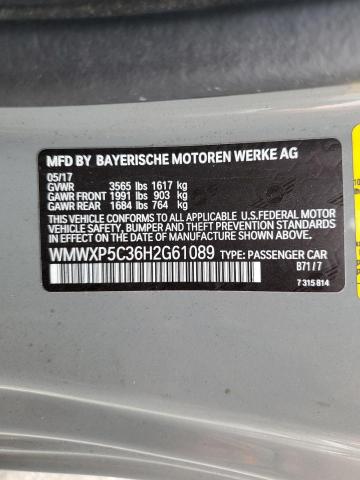 MFD BY BAYERISCHE MOTOREN WERKE AG
05/17
GVWR 3565 lbs 1617 kg
GAWR FRONT 1991 lbs 903 kg
GAWR REAR 1684 lbs 764 kg
THIS VEHICLE CONFORMS TO ALL APPLICABLE U.S. FEDERAL MOTOR
VEHICLE SAFETY, BUMPER AND THEFT PREVENTION STANDARDS
IN EFFECT ON THE DATE OF MANUFACTURE SHOWN ABOVE.
WMWXP5C36H2G61089 TYPE: PASSENGER CAR
B71 / 7
7 315 814